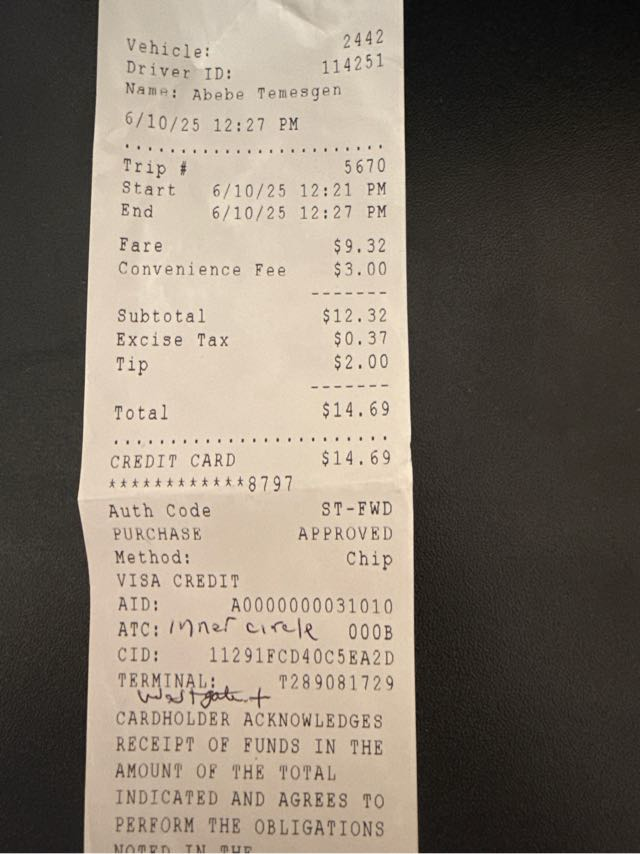 Vehicle: 2442
Driver ID: 114251
Name: Abebe Temesgen
6/10/25 12:27 PM
Trip # 5670
Start 6/10/25 12:21 PM
End 6/10/25 12:27 PM
Fare $9.32
Convenience Fee $3.00
-------
Subtotal $12.32
Excise Tax $0.37
Tip $2.00
-------
Total $14.69
CREDIT CARD $14.69
************8797
Auth Code ST-FWD
PURCHASE APPROVED
Method: Chip
VISA CREDIT
AID: A0000000031010
ATC: inner circle 000B
CID: 11291FCD40C5EA2D
TERMINAL: T289081729
westgate
CARDHOLDER ACKNOWLEDGES
RECEIPT OF FUNDS IN THE
AMOUNT OF THE TOTAL
INDICATED AND AGREES TO
PERFORM THE OBLIGATIONS
NOTED IN THE